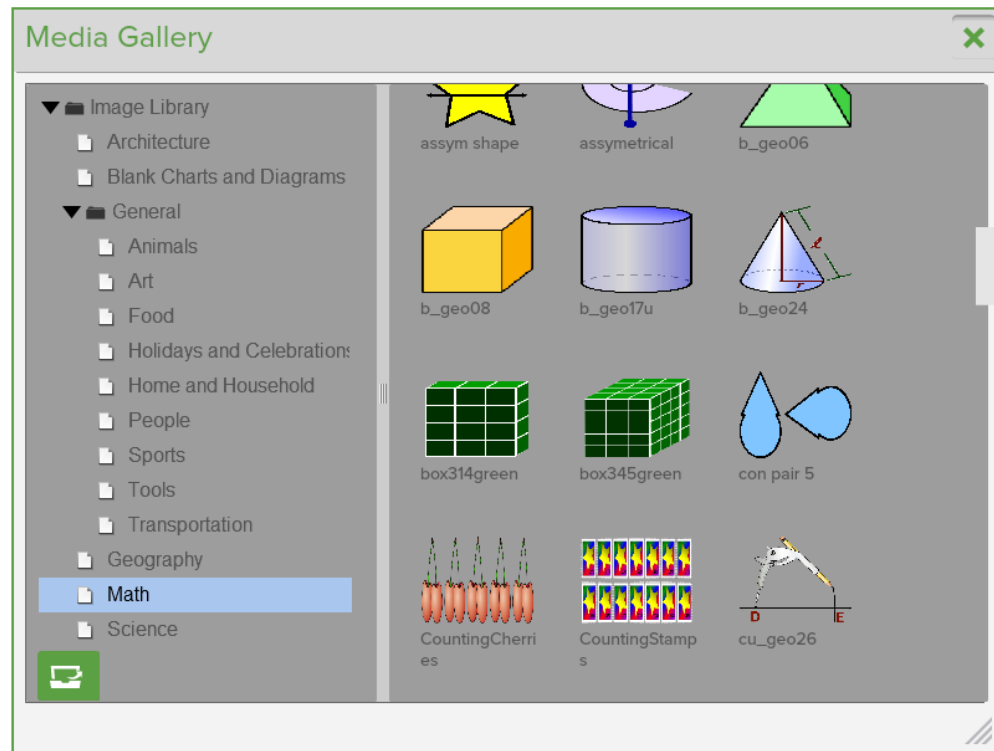 Media Gallery
Image Library
Architecture
Blank Charts and Diagrams
General
Animals
Art
Food
Holidays and Celebrations
Home and Household
People
Sports
Tools
Transportation
Geography
Math
Science
assym shape
assymetrical
b_geo06
b_geo08
b_geo17u
ℓ
r
b_geo24
box314green
box345green
con pair 5
CountingCherri
es
CountingStamp
s
D E
cu_geo26